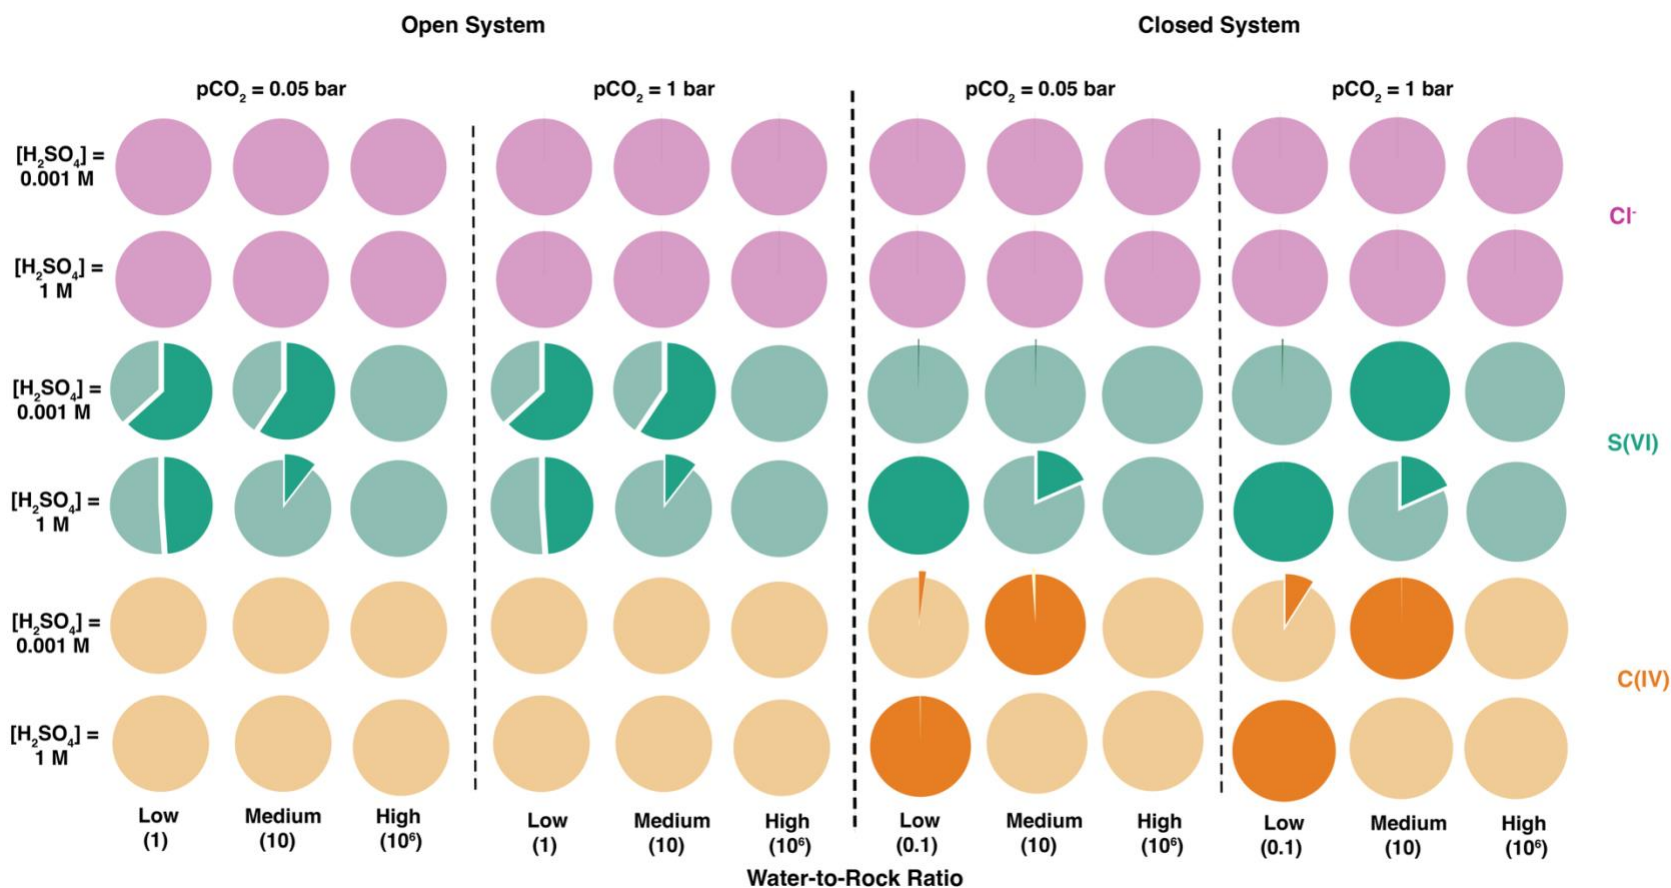 Open System
Closed System
pCO₂ = 0.05 bar
pCO₂ = 1 bar
pCO₂ = 0.05 bar
pCO₂ = 1 bar
[H₂SO₄] =
0.001 M
Cl⁻
[H₂SO₄] =
1 M
[H₂SO₄] =
0.001 M
S(VI)
[H₂SO₄] =
1 M
[H₂SO₄] =
0.001 M
C(IV)
[H₂SO₄] =
1 M
Low
(1)
Medium
(10)
High
(10⁶)
Low
(1)
Medium
(10)
High
(10⁶)
Low
(0.1)
Medium
(10)
High
(10⁶)
Low
(0.1)
Medium
(10)
High
(10⁶)
Water-to-Rock Ratio